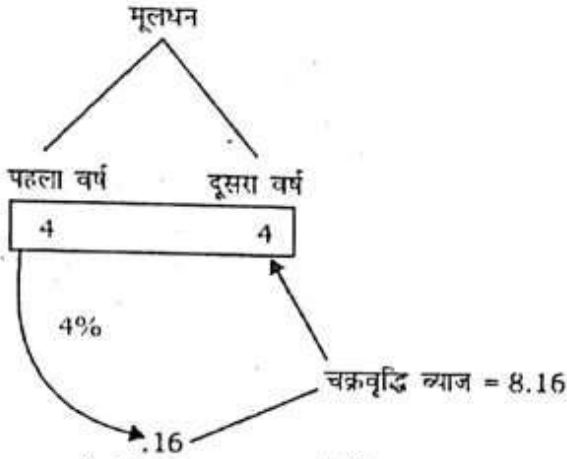 मूलधन
पहला वर्ष दूसरा वर्ष
4 4
4%
चक्रवृद्धि ब्याज = 8.16
.16